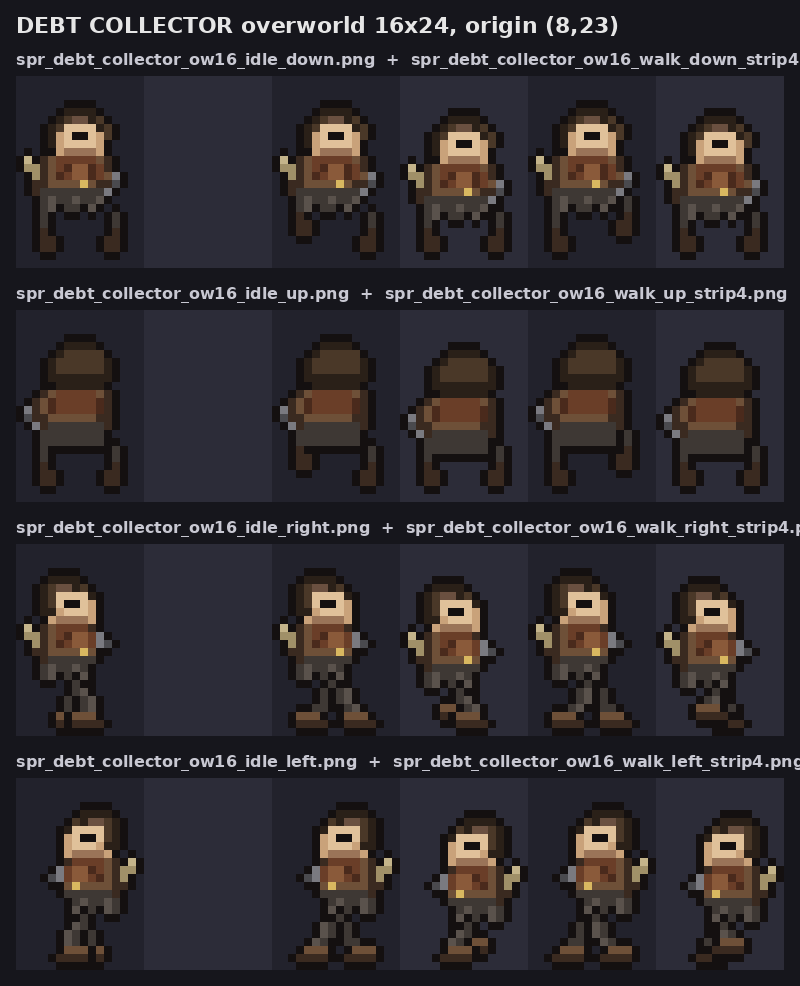 DEBT COLLECTOR overworld 16x24, origin (8,23)
spr_debt_collector_ow16_idle_down.png + spr_debt_collector_ow16_walk_down_strip4
spr_debt_collector_ow16_idle_up.png + spr_debt_collector_ow16_walk_up_strip4.png
spr_debt_collector_ow16_idle_right.png + spr_debt_collector_ow16_walk_right_strip4.p
spr_debt_collector_ow16_idle_left.png + spr_debt_collector_ow16_walk_left_strip4.png